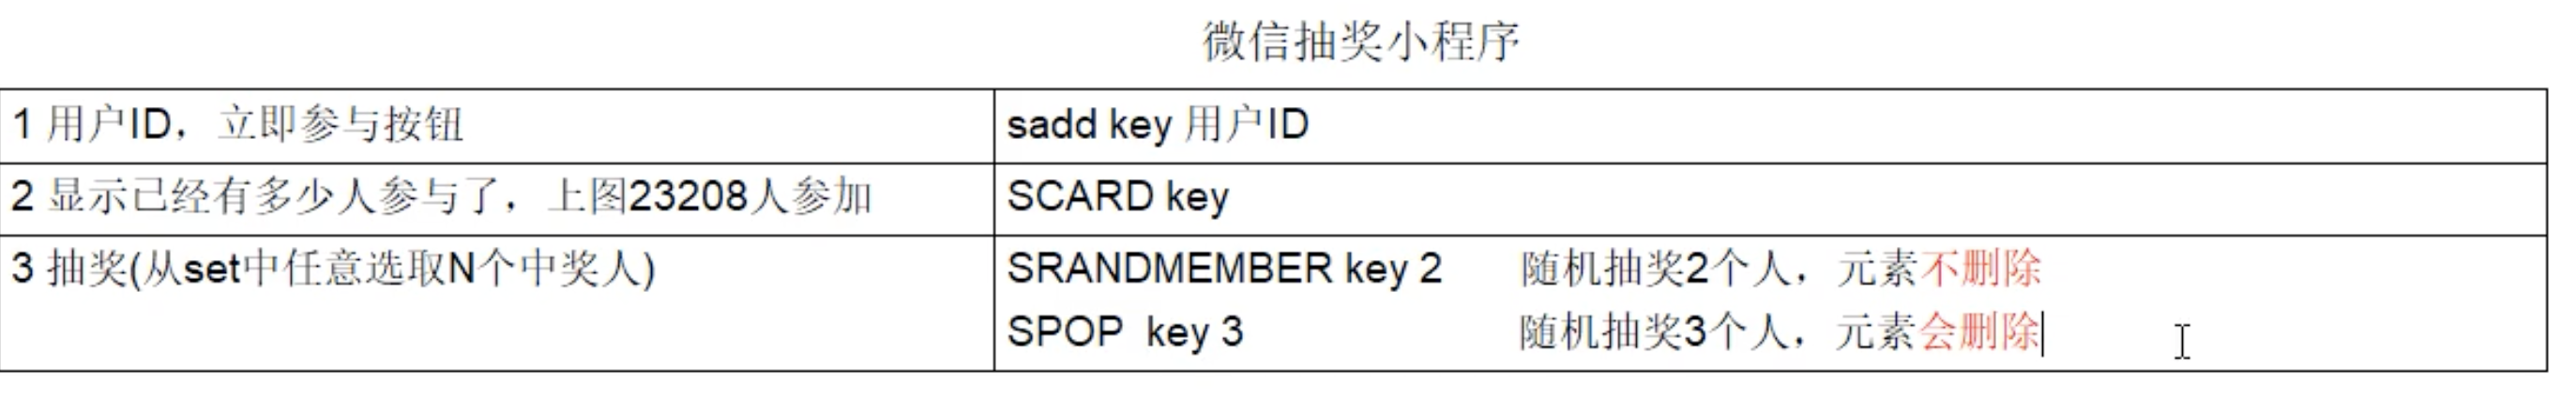 微信抽奖小程序
1 用户ID，立即参与按钮
sadd key 用户ID
2 显示已经有多少人参与了，上图23208人参加
SCARD key
3 抽奖(从set中任意选取N个中奖人)
SRANDMEMBER key 2 随机抽奖2个人，元素不删除
SPOP key 3 随机抽奖3个人，元素会删除